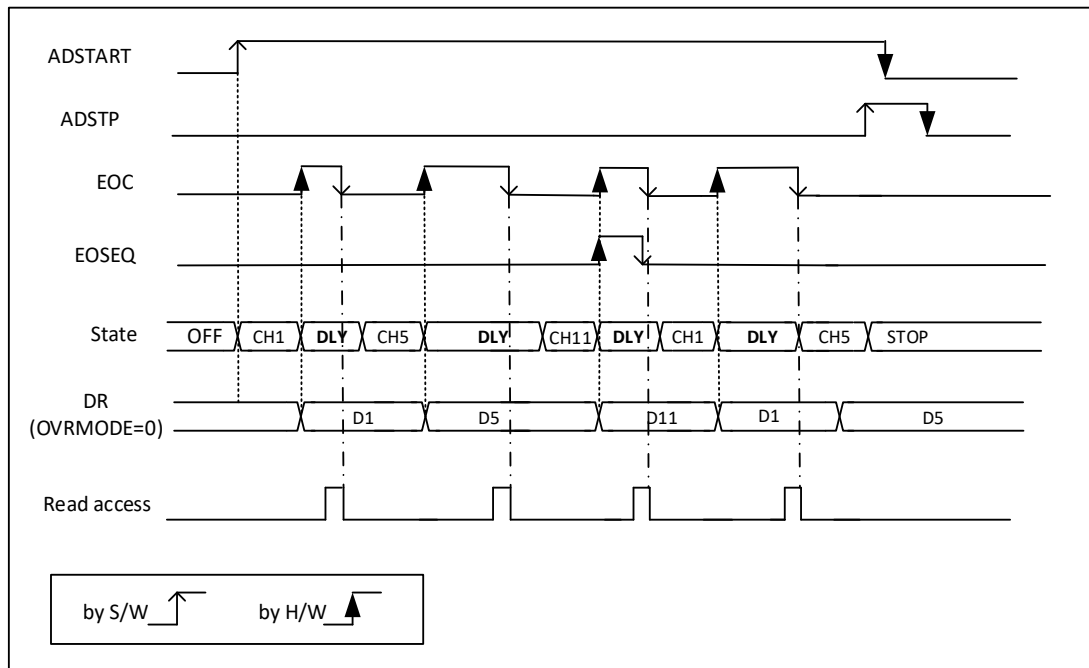 ADSTART
ADSTP
EOC
EOSEQ
State OFF CH1 DLY CH5 DLY CH11 DLY CH1 DLY CH5 STOP
DR
(OVRMODE=0) D1 D5 D11 D1 D5
Read access
by S/W by H/W